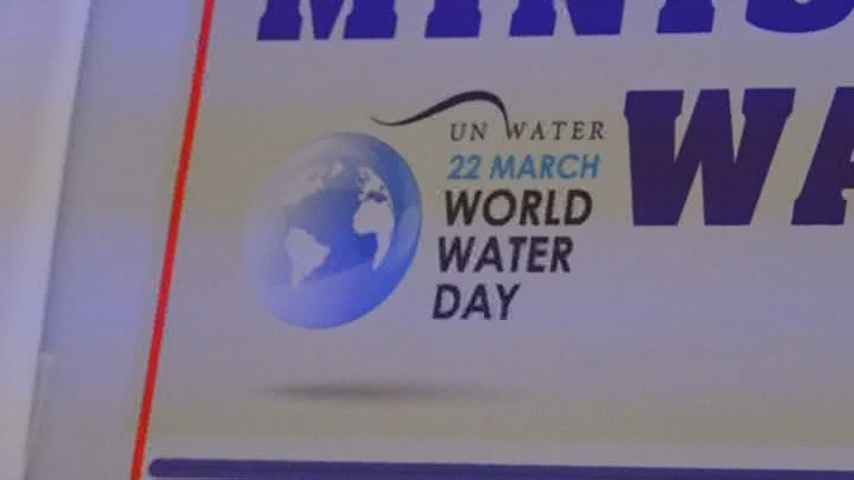 UN WATER
22 MARCH
WORLD
WATER
DAY